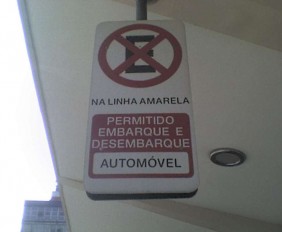 E
NA LINHA AMARELA
PERMITIDO
EMBARQUE E
DESEMBARQUE
AUTOMÓVEL